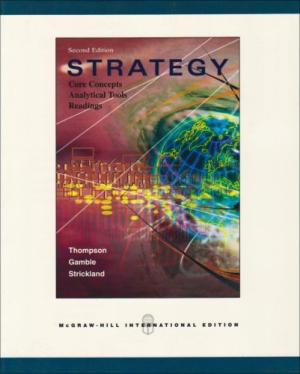 Second Edition
STRATEGY
Core Concepts
Analytical Tools
Readings
Thompson
Gamble
Strickland
McGRAW-HILL INTERNATIONAL EDITION